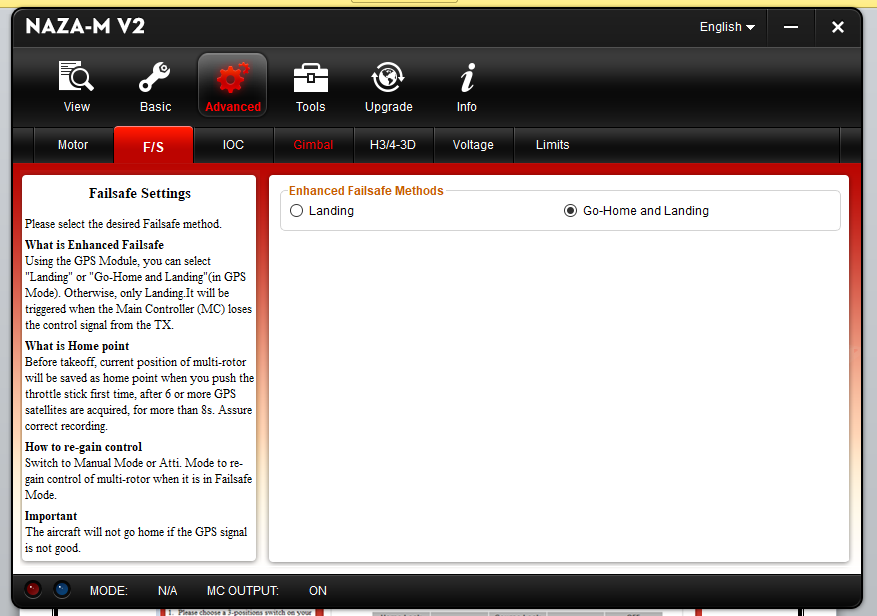 NAZA-M V2
English
View
Basic
Advanced
Tools
Upgrade
Info
Motor
F/S
IOC
Gimbal
H3/4-3D
Voltage
Limits
Failsafe Settings
Please select the desired Failsafe method.
What is Enhanced Failsafe
Using the GPS Module, you can select
"Landing" or "Go-Home and Landing"(in GPS
Mode). Otherwise, only Landing.It will be
triggered when the Main Controller (MC) loses
the control signal from the TX.
What is Home point
Before takeoff, current position of multi-rotor
will be saved as home point when you push the
throttle stick first time, after 6 or more GPS
satellites are acquired, for more than 8s. Assure
correct recording.
How to re-gain control
Switch to Manual Mode or Atti. Mode to re-
gain control of multi-rotor when it is in Failsafe
Mode.
Important
The aircraft will not go home if the GPS signal
is not good.
Enhanced Failsafe Methods
Landing
Go-Home and Landing
MODE:
N/A
MC OUTPUT:
ON
1. Please choose a 3-positions switch on your